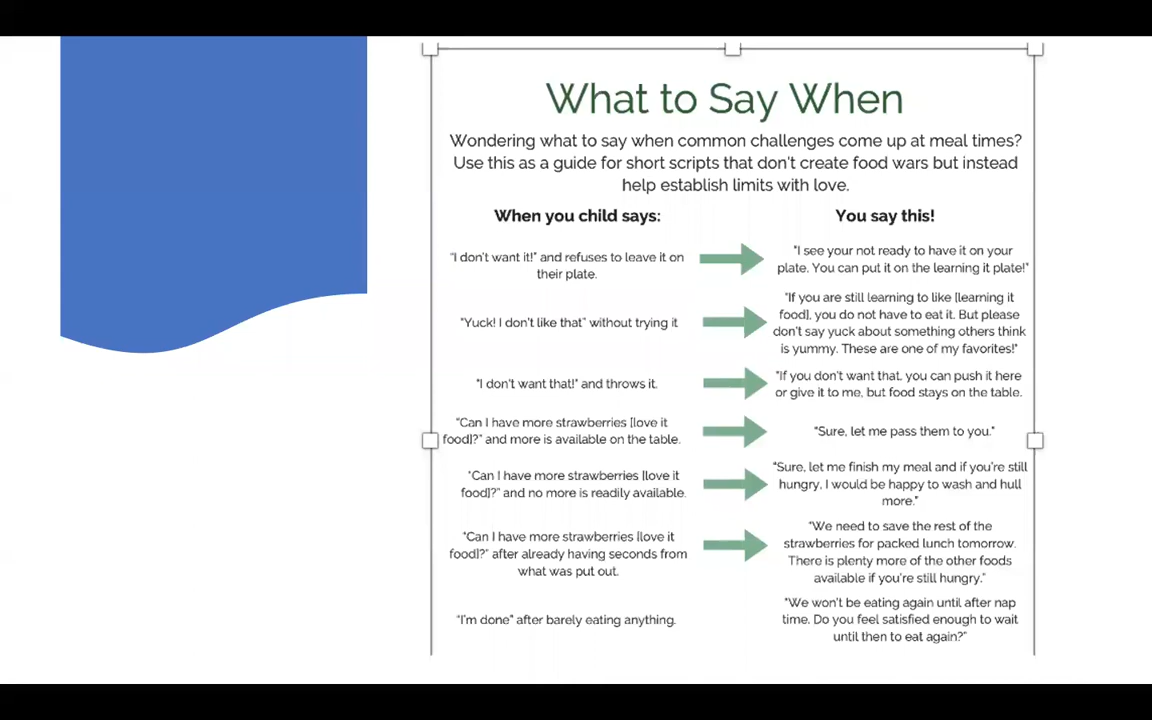 What to Say When
Wondering what to say when common challenges come up at meal times?
Use this as a guide for short scripts that don't create food wars but instead
help establish limits with love.
When you child says:
You say this!
"I don't want it!" and refuses to leave it on
their plate.
"I see your not ready to have it on your
plate. You can put it on the learning it plate!"
"Yuck! I don't like that" without trying it
"If you are still learning to like [learning it
food], you do not have to eat it. But please
don't say yuck about something others think
is yummy. These are one of my favorites!"
"I don't want that!" and throws it.
"If you don't want that, you can push it here
or give it to me, but food stays on the table.
"Can I have more strawberries [love it
food]?" and more is available on the table.
"Sure, let me pass them to you."
"Can I have more strawberries [love it
food]?" and no more is readily available.
"Sure, let me finish my meal and if you're still
hungry, I would be happy to wash and hull
more."
"Can I have more strawberries [love it
food]?" after already having seconds from
what was put out.
"We need to save the rest of the
strawberries for packed lunch tomorrow.
There is plenty more of the other foods
available if you're still hungry."
"I'm done" after barely eating anything.
"We won't be eating again until after nap
time. Do you feel satisfied enough to wait
until then to eat again?"